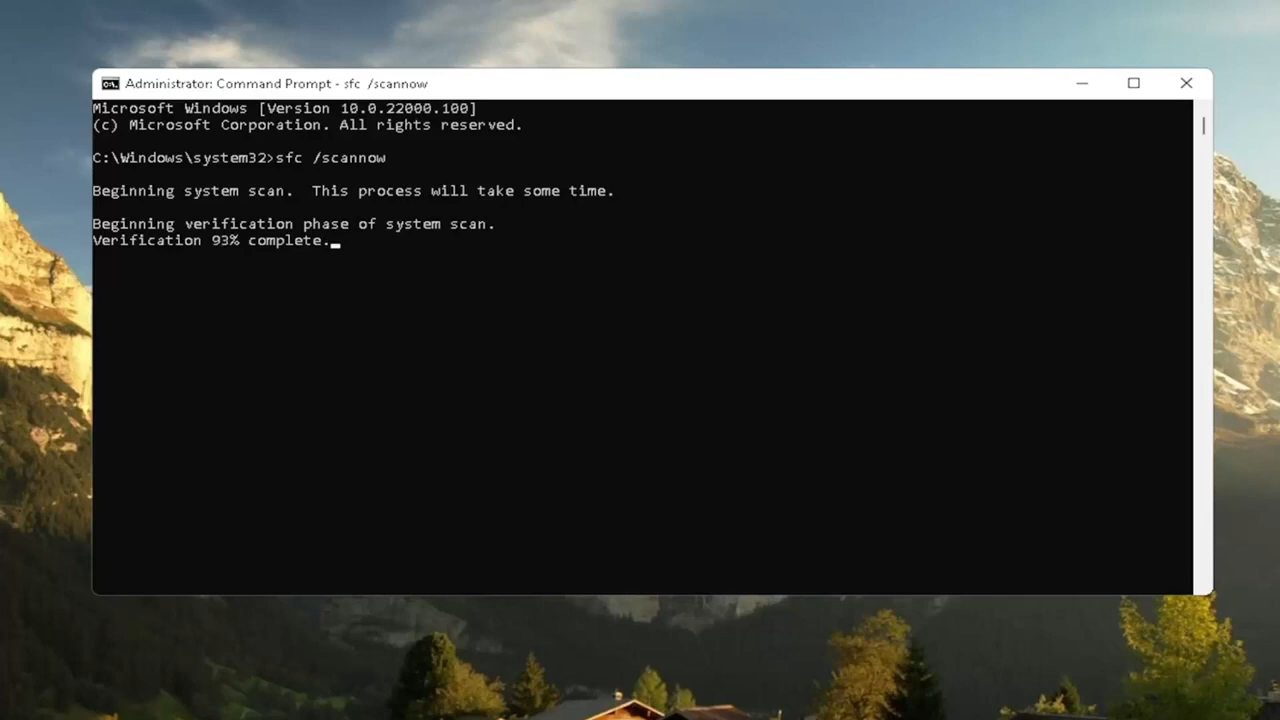 Administrator: Command Prompt - sfc /scannow
Microsoft Windows [Version 10.0.22000.100]
(c) Microsoft Corporation. All rights reserved.
C:\Windows\system32>sfc /scannow
Beginning system scan.  This process will take some time.
Beginning verification phase of system scan.
Verification 93% complete.